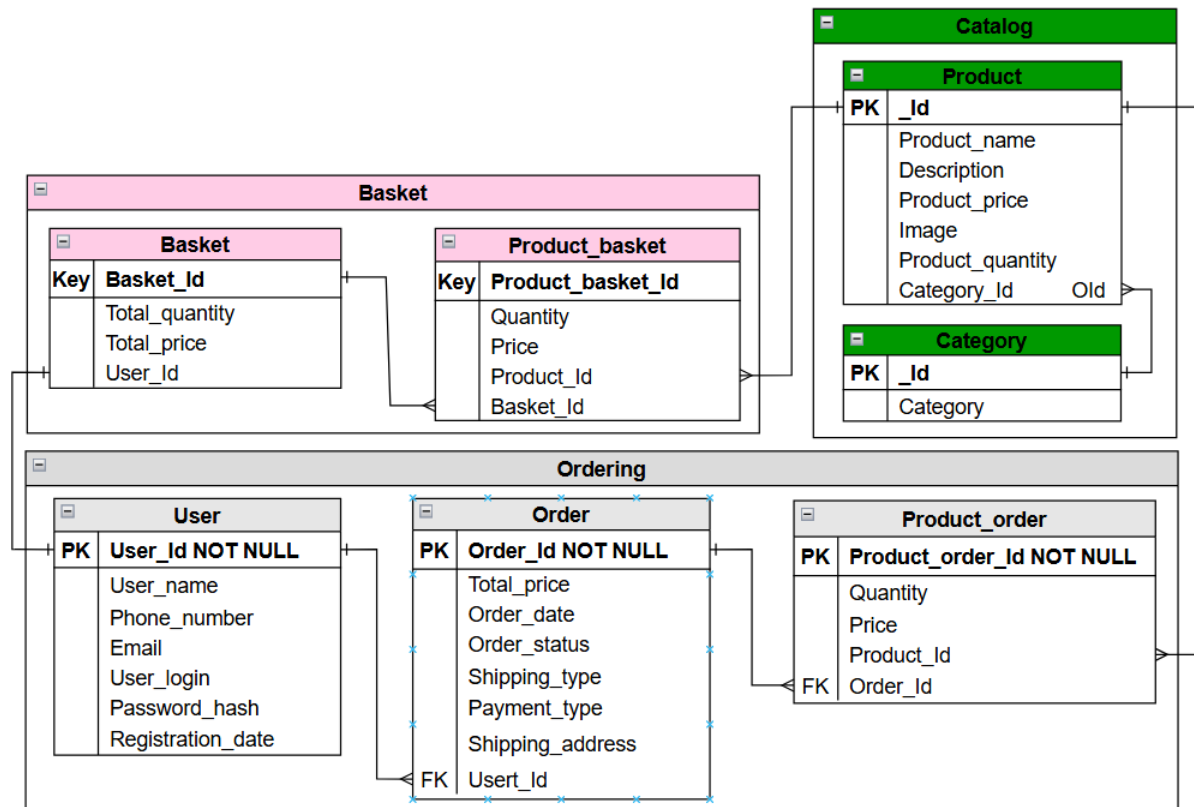 Catalog
Product
PK _Id
Product_name
Description
Product_price
Image
Product_quantity
Category_Id OId
Category
PK _Id
Category
Basket
Basket
Key Basket_Id
Total_quantity
Total_price
User_Id
Product_basket
Key Product_basket_Id
Quantity
Price
Product_Id
Basket_Id
Ordering
User
PK User_Id NOT NULL
User_name
Phone_number
Email
User_login
Password_hash
Registration_date
Order
PK Order_Id NOT NULL
Total_price
Order_date
Order_status
Shipping_type
Payment_type
Shipping_address
FK Usert_Id
Product_order
PK Product_order_Id NOT NULL
Quantity
Price
Product_Id
FK Order_Id